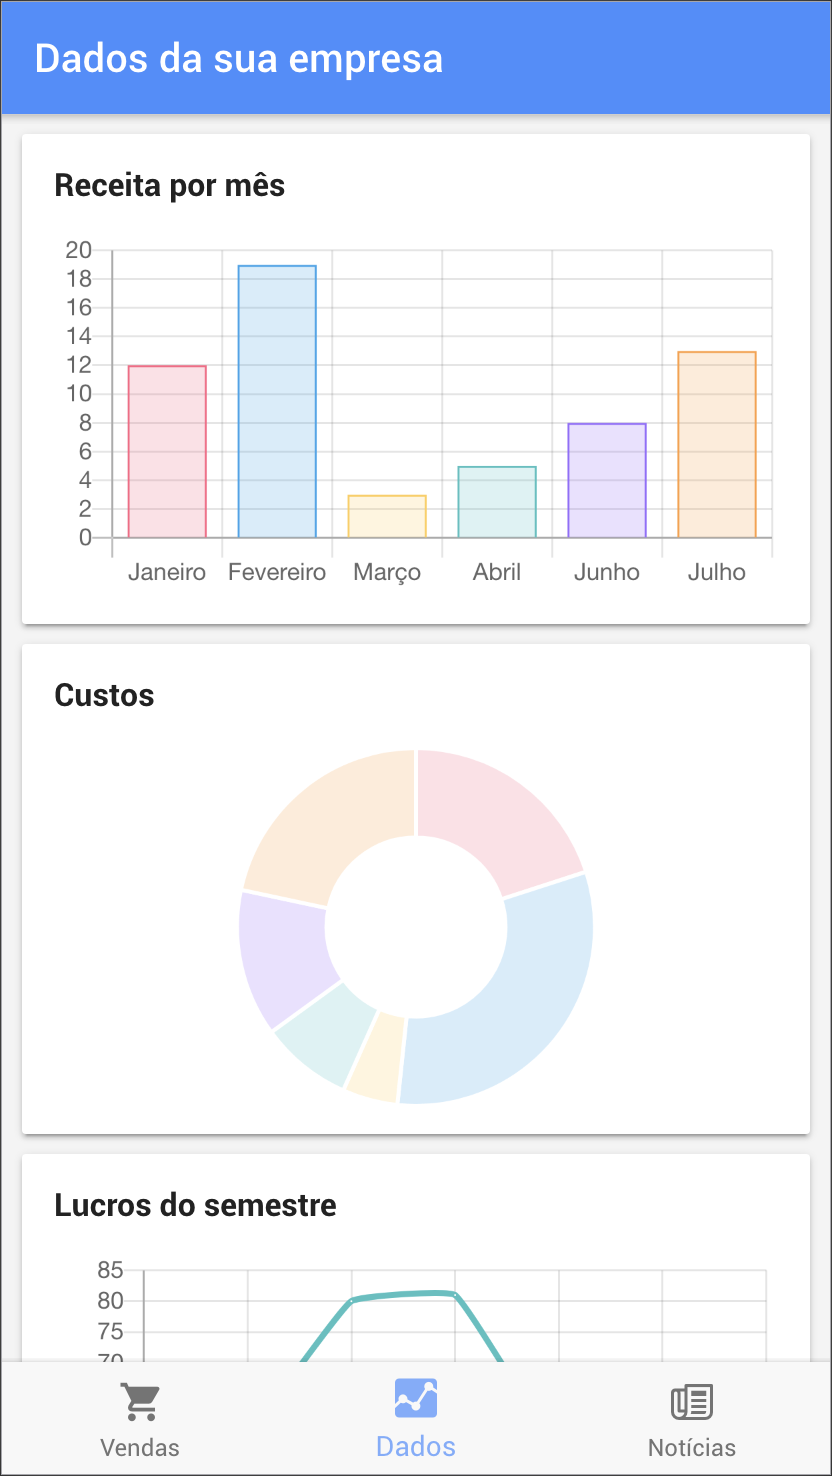 Dados da sua empresa
Receita por mês
20
18
16
14
12
10
8
6
4
2
0
Janeiro Fevereiro Março Abril Junho Julho
Custos
Lucros do semestre
85
80
75
70
Vendas Dados Notícias